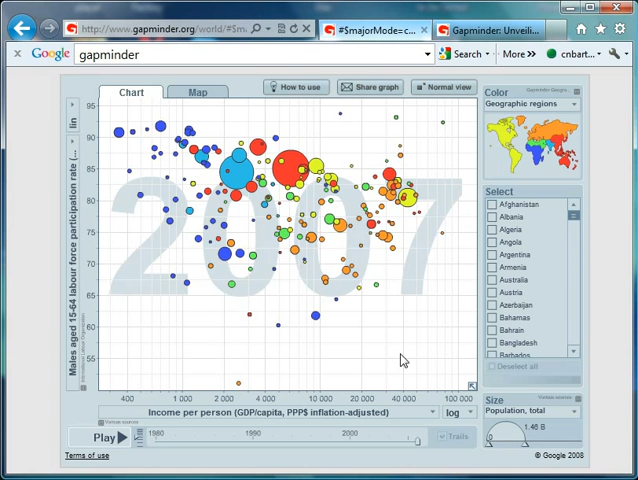 http://www.gapminder.org/world/#$m
#$majorMode=c...
Gapminder: Unveili...
Google
gapminder
Search
More »
cnbart...
Chart
Map
How to use
Share graph
Normal view
Color
Geographic regions
lin
Males aged 15-64 labour force participation rate (...
95
90
85
80
75
70
65
60
55
2007
400
1 000
2 000
4 000
10 000
20 000
40 000
100 000
Income per person (GDP/capita, PPP$ inflation-adjusted)
log
Select
Afghanistan
Albania
Algeria
Angola
Argentina
Armenia
Australia
Austria
Azerbaijan
Bahamas
Bahrain
Bangladesh
Barbados
Deselect all
Size
Various sources
Population, total
1.46 B
Various sources
Play
1980
1990
2000
Trails
Terms of use
© Google 2008